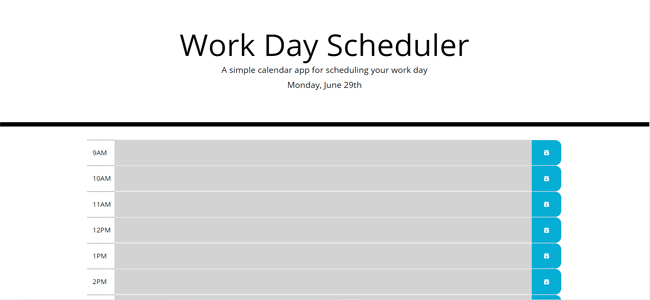 Work Day Scheduler
A simple calendar app for scheduling your work day
Monday, June 29th
9AM
10AM
11AM
12PM
1PM
2PM